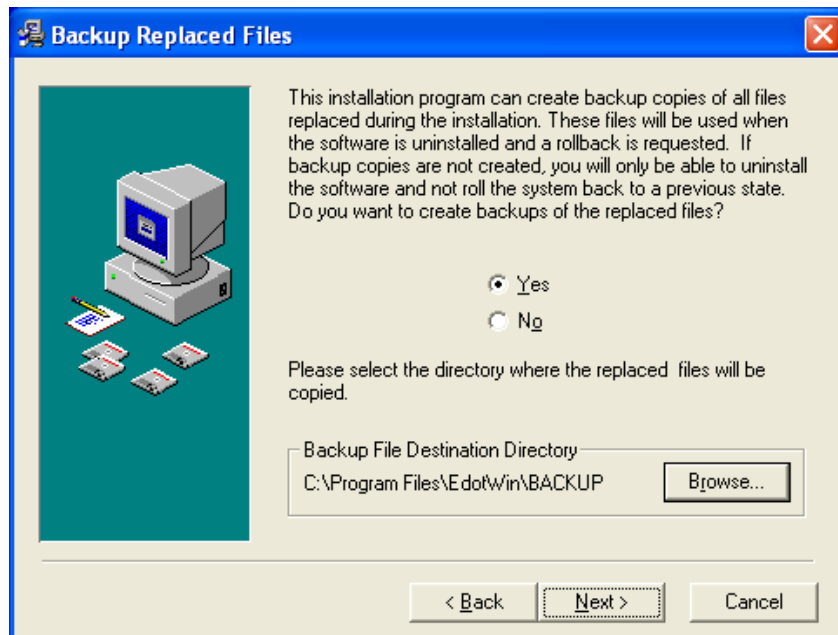 Backup Replaced Files
This installation program can create backup copies of all files
replaced during the installation. These files will be used when
the software is uninstalled and a rollback is requested.  If
backup copies are not created, you will only be able to uninstall
the software and not roll the system back to a previous state.
Do you want to create backups of the replaced files?
Yes
No
Please select the directory where the replaced  files will be
copied.
Backup File Destination Directory
C:\Program Files\EdotWin\BACKUP
Browse...
< Back
Next >
Cancel